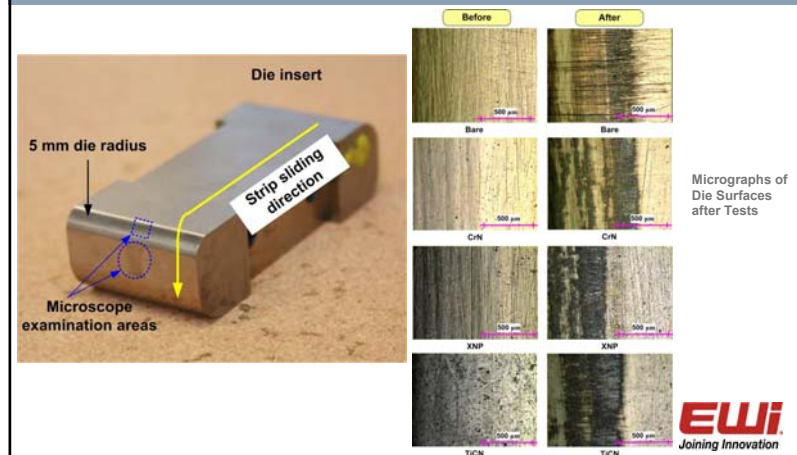 Die insert
5 mm die radius
Strip sliding
direction
Microscope
examination areas
Before
After
500 µm
500 µm
Bare
Bare
500 µm
500 µm
CrN
CrN
500 µm
500 µm
XNP
XNP
500 µm
500 µm
TiCN
TiCN
Micrographs of
Die Surfaces
after Tests
EWi
Joining Innovation